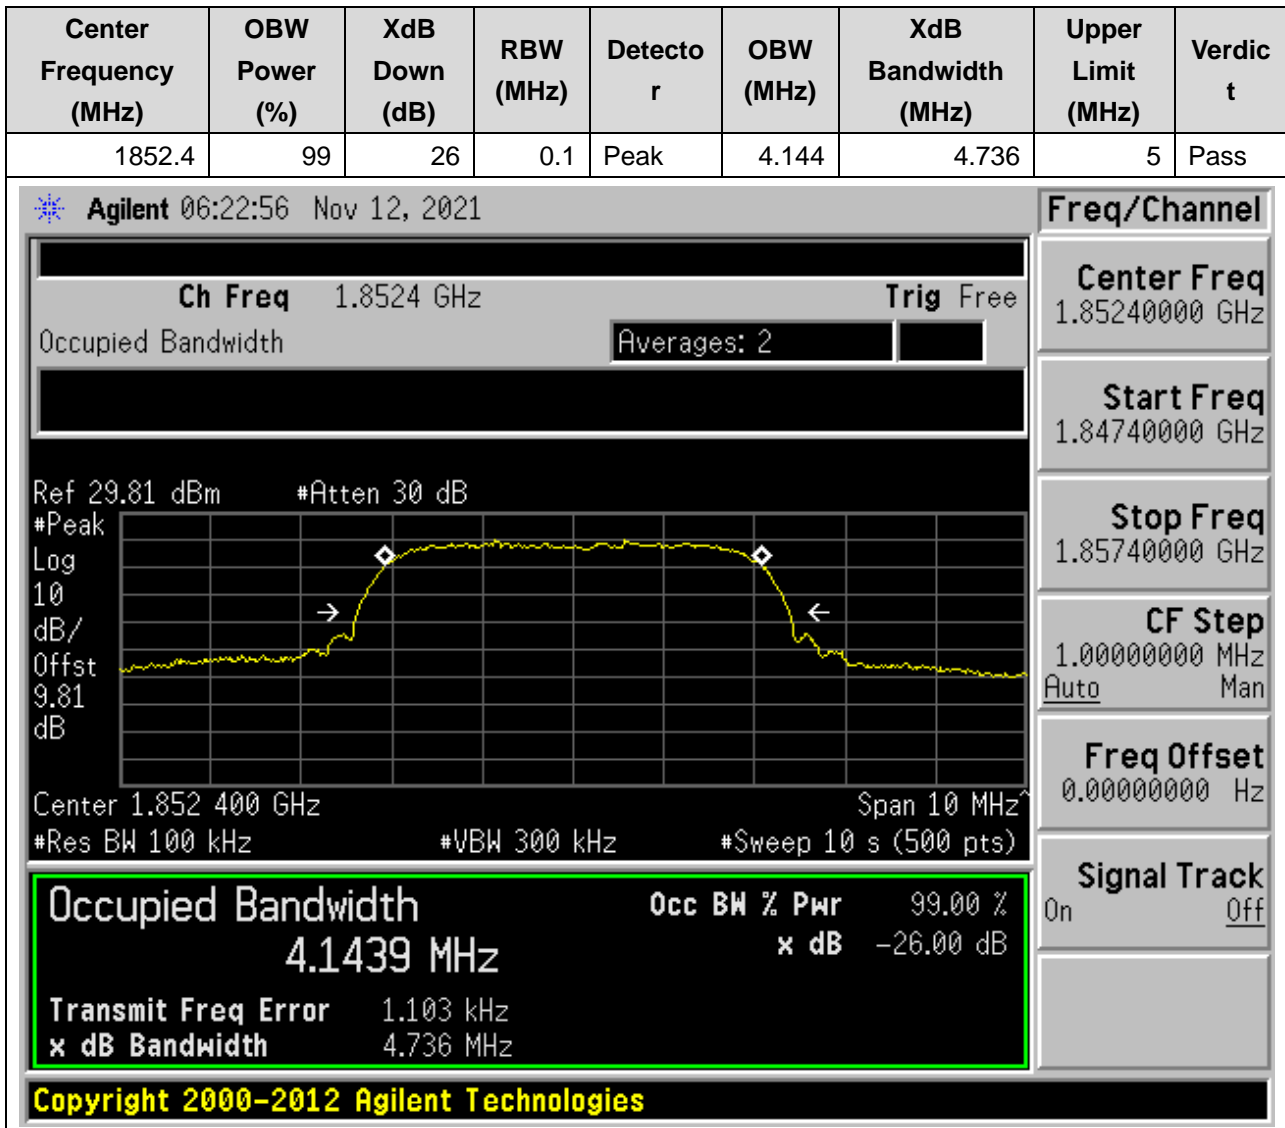 Center Frequency (MHz) OBW Power (%) XdB Down (dB) RBW (MHz) Detecto r OBW (MHz) XdB Bandwidth (MHz) Upper Limit (MHz) Verdic t
1852.4 99 26 0.1 Peak 4.144 4.736 5 Pass
Agilent 06:22:56 Nov 12, 2021
Freq/Channel
Ch Freq 1.8524 GHz Trig Free
Occupied Bandwidth Averages: 2
Center Freq
1.85240000 GHz
Start Freq
1.84740000 GHz
Stop Freq
1.85740000 GHz
CF Step
1.00000000 MHz
Auto Man
Freq Offset
0.00000000 Hz
Signal Track
On Off
Ref 29.81 dBm #Atten 30 dB
#Peak
Log
10
dB/
Offst
9.81
dB
Center 1.852 400 GHz Span 10 MHz^
#Res BW 100 kHz #VBW 300 kHz #Sweep 10 s (500 pts)
Occupied Bandwidth Occ BW % Pwr 99.00 %
4.1439 MHz x dB -26.00 dB
Transmit Freq Error 1.103 kHz
x dB Bandwidth 4.736 MHz
Copyright 2000-2012 Agilent Technologies